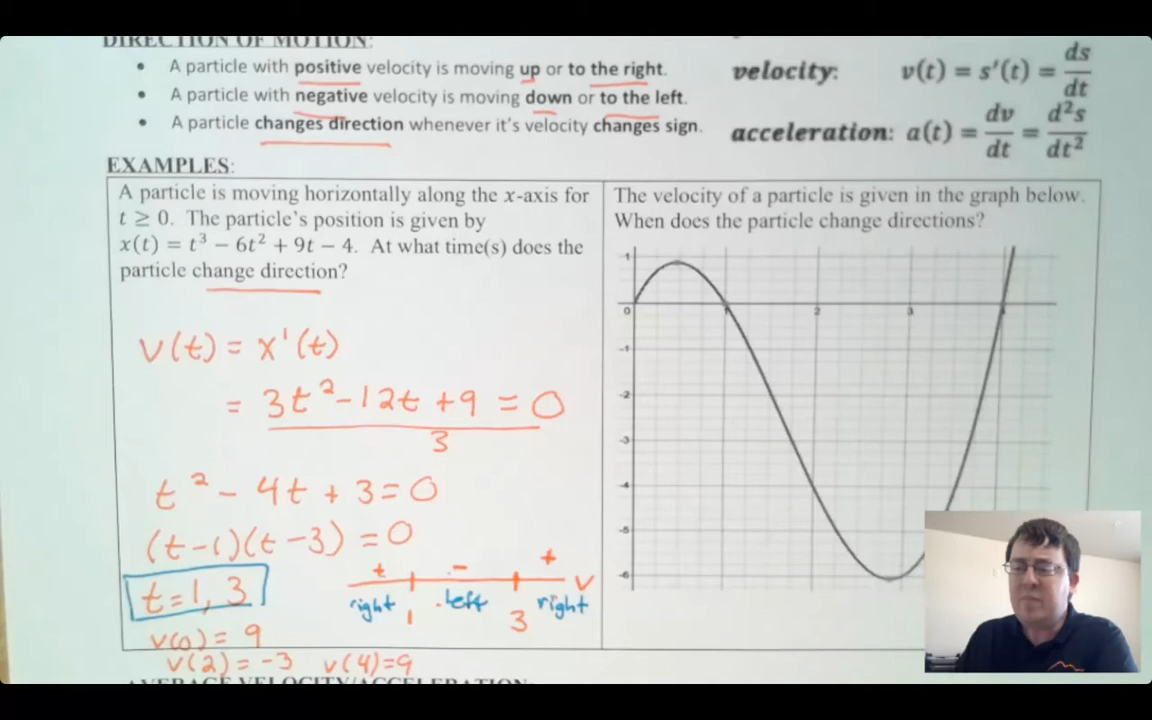 DIRECTION OF MOTION:
• A particle with positive velocity is moving up or to the right.
• A particle with negative velocity is moving down or to the left.
• A particle changes direction whenever it's velocity changes sign.
velocity: v(t) = s'(t) = ds/dt
acceleration: a(t) = dv/dt = d²s/dt²
EXAMPLES:
A particle is moving horizontally along the x-axis for
t ≥ 0. The particle's position is given by
x(t) = t³ − 6t² + 9t − 4. At what time(s) does the
particle change direction?
v(t) = x'(t)
= 3t² - 12t + 9 = 0
3
t² - 4t + 3 = 0
(t-1)(t-3) = 0
t = 1, 3
+ - + v
right left right
1 3
v(0) = 9
v(2) = -3 v(4) = 9
The velocity of a particle is given in the graph below.
When does the particle change directions?
1
0 2 3
-1
-2
-3
-4
-5
-6
AVERAGE VELOCITY/ACCELERATION: